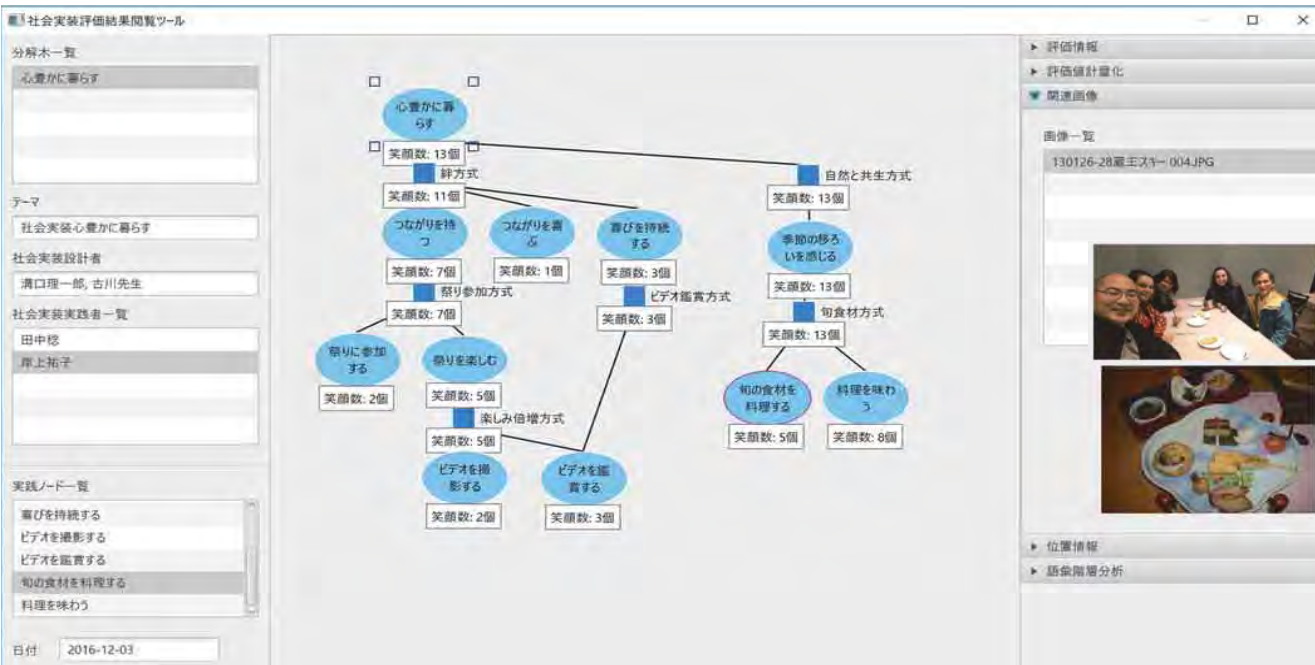 社会実装評価結果閲覧ツール
分解木一覧
心豊かに暮らす
テーマ
社会実装心豊かに暮らす
社会実装設計者
溝口理一郎, 古川先生
社会実装実践者一覧
田中稔
岸上祐子
実践ノード一覧
喜びを持続する
ビデオを撮影する
ビデオを鑑賞する
旬の食材を料理する
料理を味わう
日付
2016-12-03
心豊かに暮
らす
笑顔数: 13個
絆方式
笑顔数: 11個
自然と共生方式
笑顔数: 13個
つながりを持
つ
笑顔数: 7個
つながりを喜
ぶ
笑顔数: 1個
喜びを持続
する
笑顔数: 3個
季節の移ろ
いを感じる
笑顔数: 13個
祭り参加方式
笑顔数: 7個
ビデオ鑑賞方式
笑顔数: 3個
旬食材方式
笑顔数: 13個
祭りに参加
する
笑顔数: 2個
祭りを楽しむ
笑顔数: 5個
旬の食材を
料理する
笑顔数: 5個
料理を味わ
う
笑顔数: 8個
楽しみ倍増方式
笑顔数: 5個
ビデオを撮
影する
笑顔数: 2個
ビデオを鑑
賞する
笑顔数: 3個
評価情報
評価値計量化
関連画像
画像一覧
130126-28蔵王スキー 004.JPG
位置情報
語彙階層分析